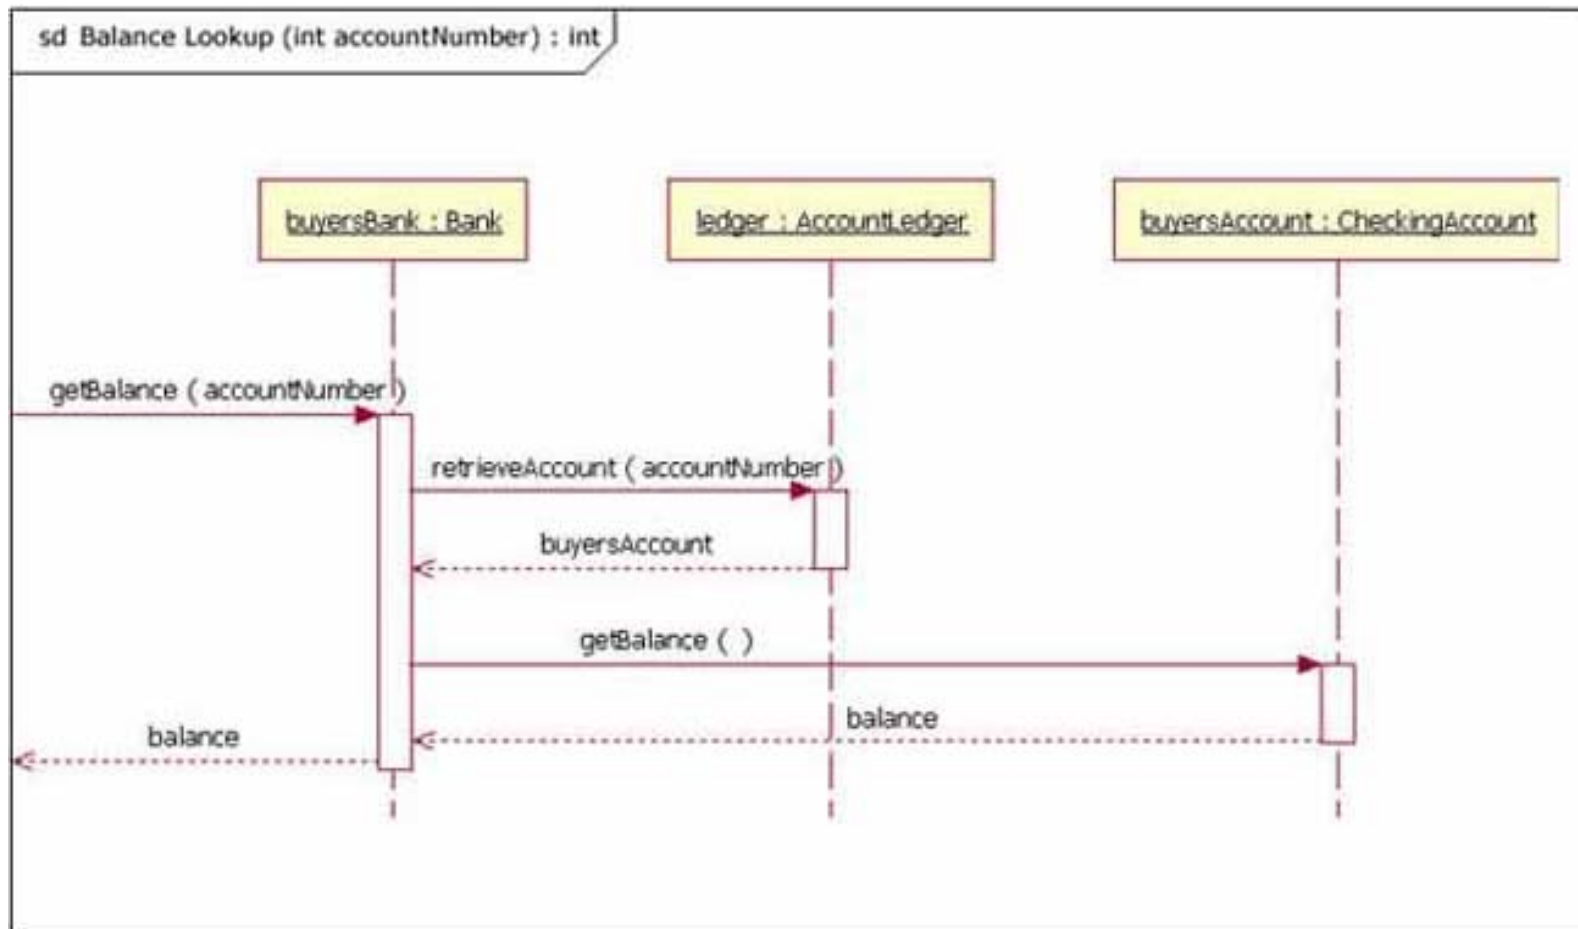 sd Balance Lookup (int accountNumber) : int
buyersBank : Bank
ledger : AccountLedger
buyersAccount : CheckingAccount
getBalance ( accountNumber )
retrieveAccount ( accountNumber )
buyersAccount
getBalance ( )
balance
balance